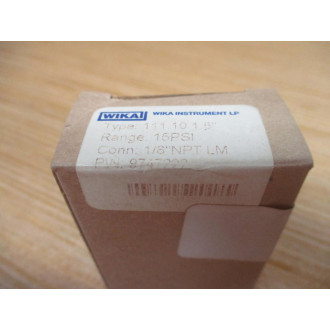 WIKA WIKA INSTRUMENT LP
Type: 111.10 1.5"
Range: 15PSI
Conn: 1/8"NPT LM
P/N: